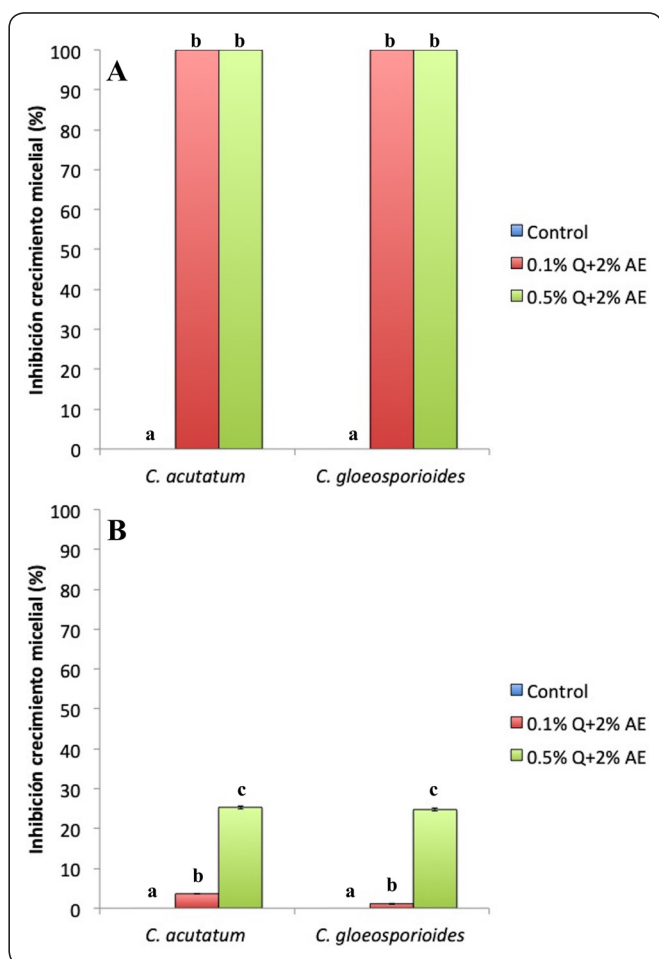 A
Inhibición crecimiento micelial (%)
100
90
80
70
60
50
40
30
20
10
0
b b b b
a a
C. acutatum C. gloeosporioides
Control
0.1% Q+2% AE
0.5% Q+2% AE
B
Inhibición crecimiento micelial (%)
100
90
80
70
60
50
40
30
20
10
0
a b c a b c
C. acutatum C. gloeosporioides
Control
0.1% Q+2% AE
0.5% Q+2% AE